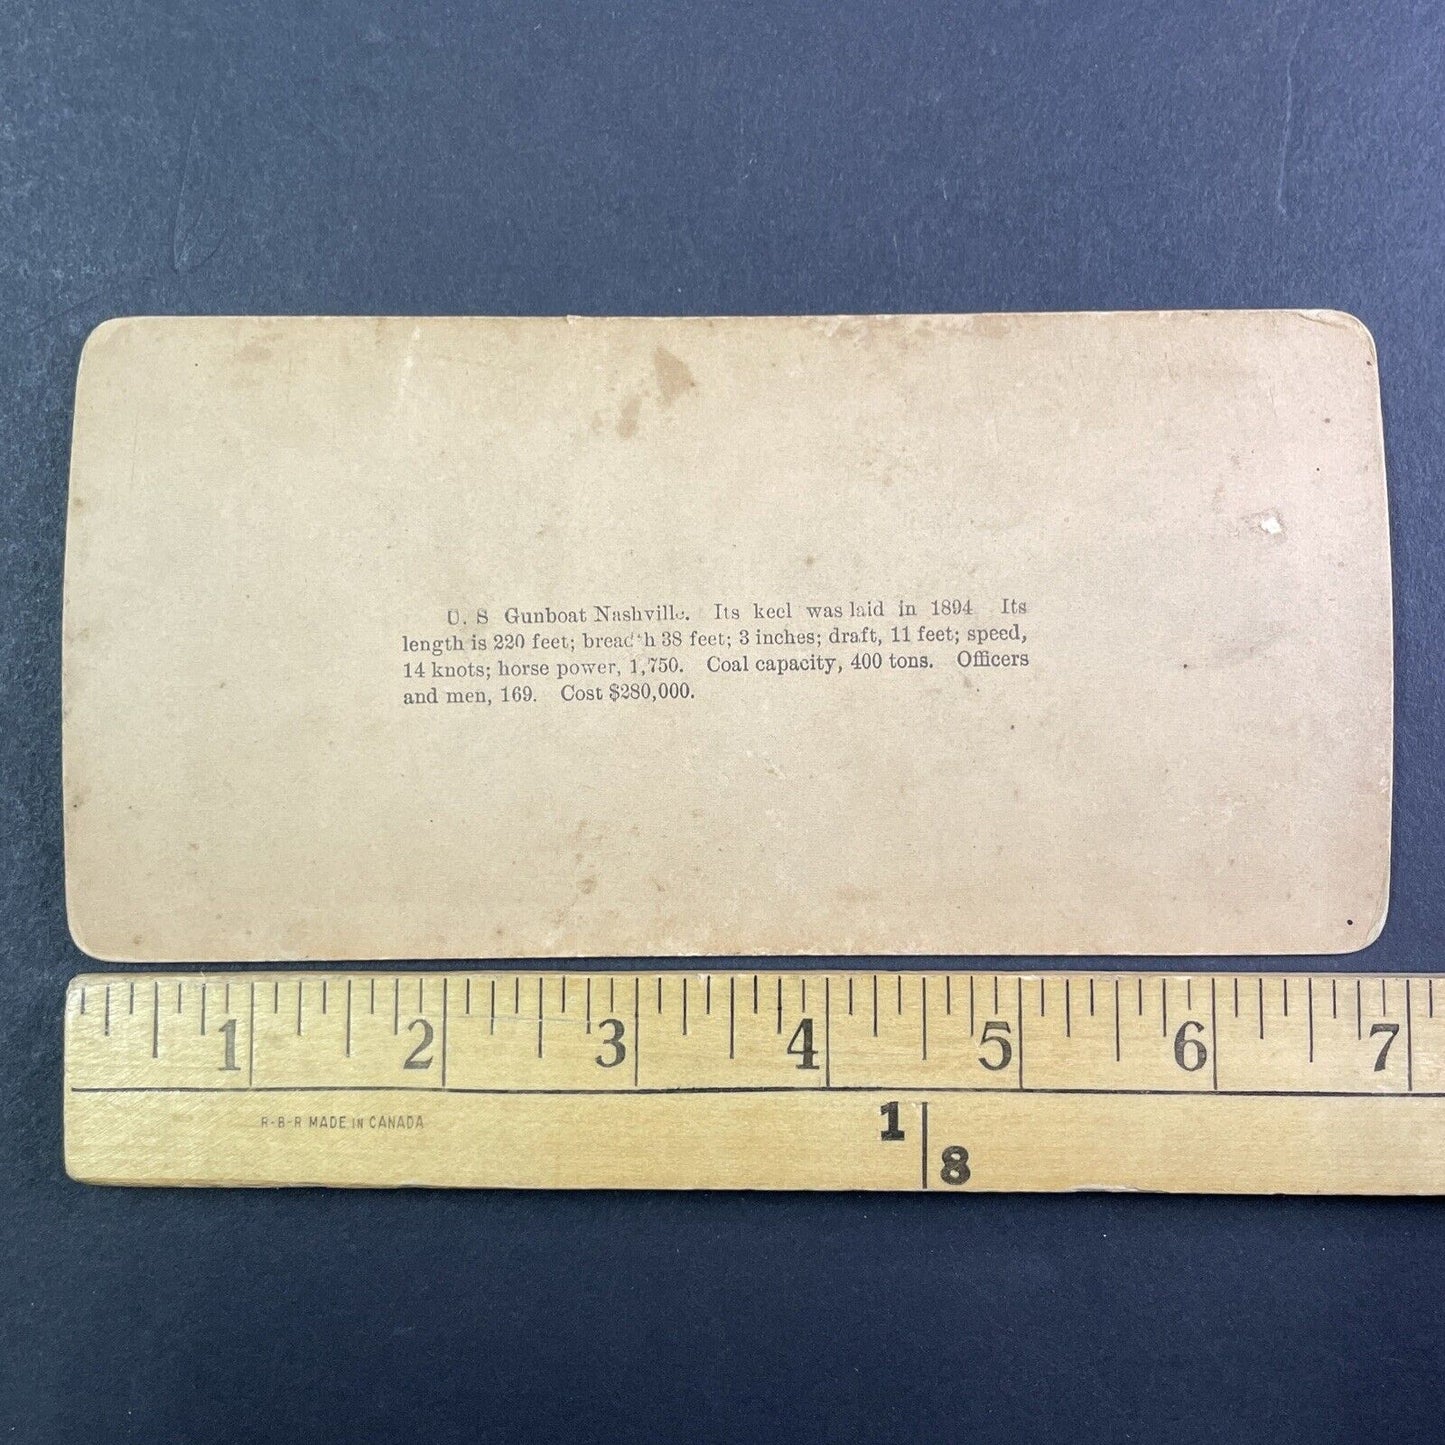 U. S Gunboat Nashville. Its keel was laid in 1894 Its
length is 220 feet; breadth 38 feet; 3 inches; draft, 11 feet; speed,
14 knots; horse power, 1,750. Coal capacity, 400 tons. Officers
and men, 169. Cost $280,000.
1 2 3 4 5 6 7
R-B-R MADE IN CANADA
1 8